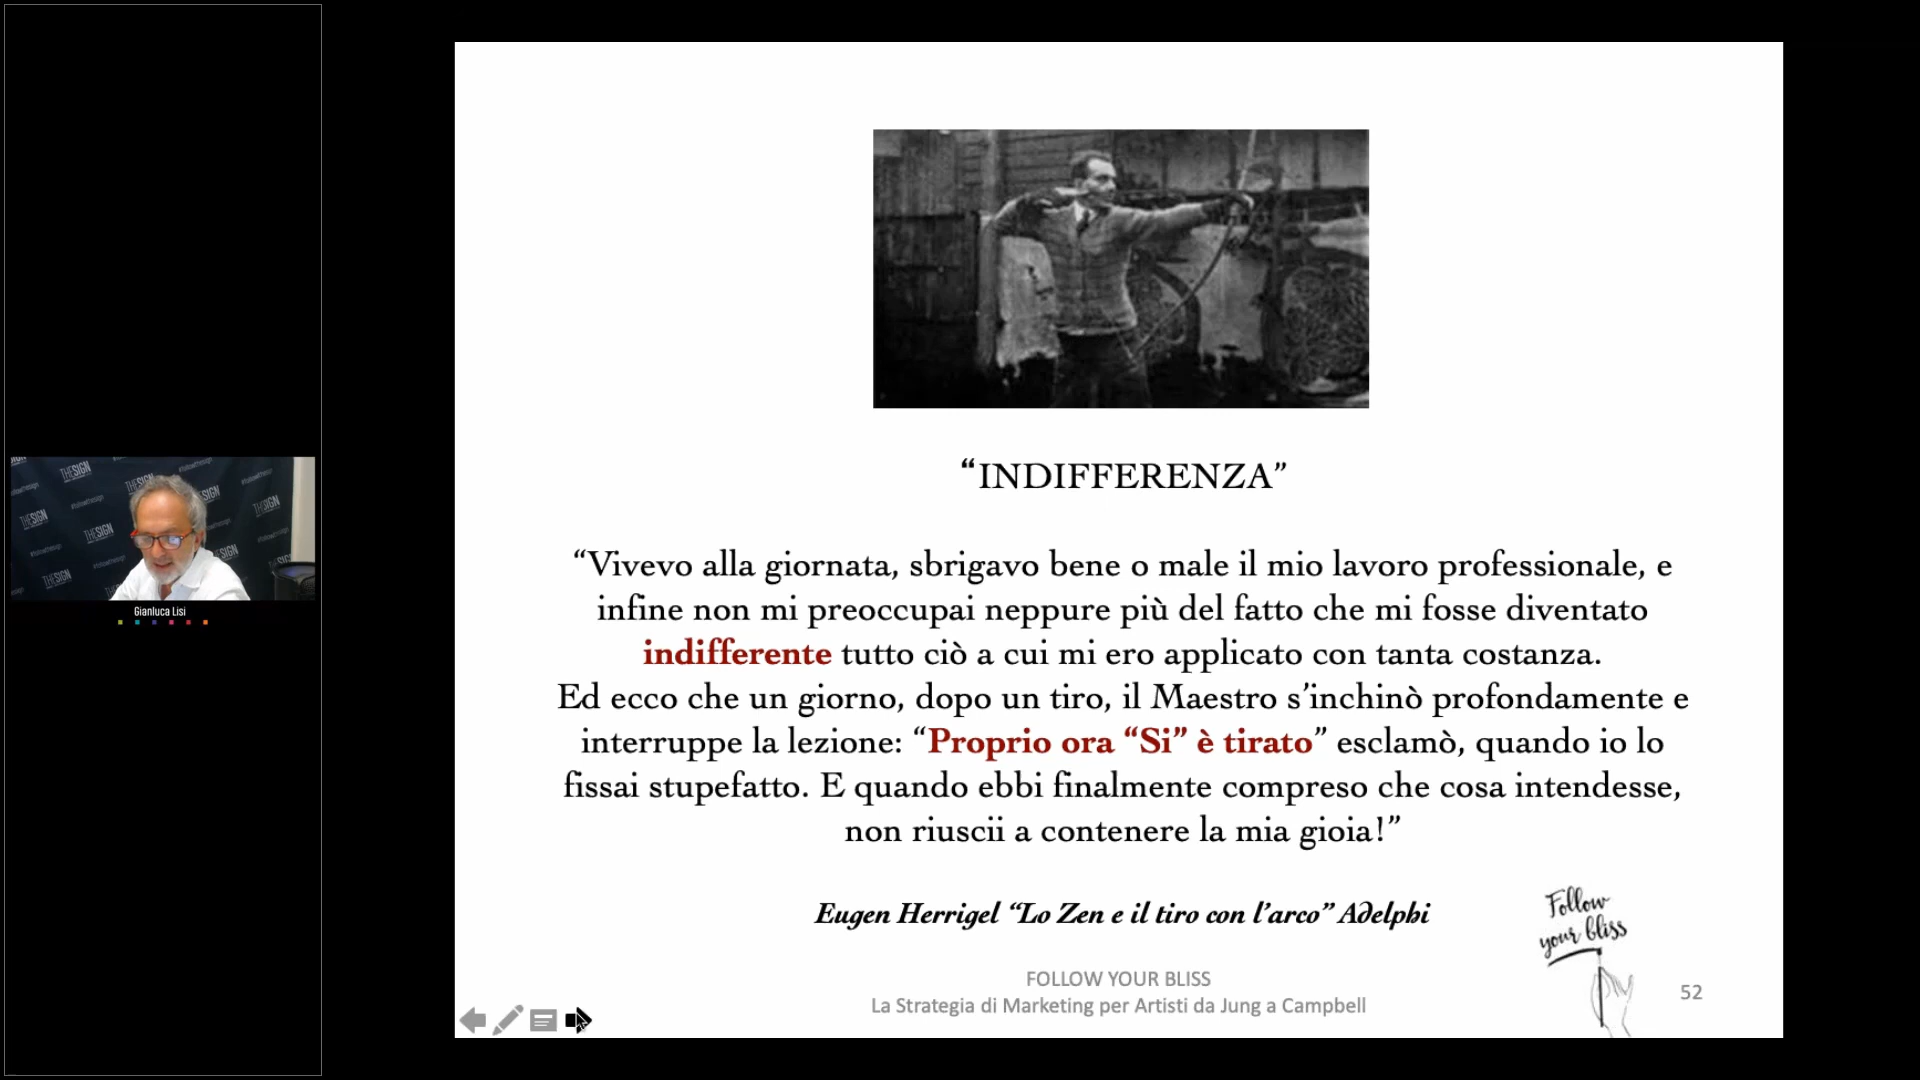 “INDIFFERENZA”
“Vivevo alla giornata, sbrigavo bene o male il mio lavoro professionale, e
infine non mi preoccupai neppure più del fatto che mi fosse diventato
indifferente tutto ciò a cui mi ero applicato con tanta costanza.
Ed ecco che un giorno, dopo un tiro, il Maestro s’inchinò profondamente e
interruppe la lezione: “Proprio ora “Si” è tirato” esclamò, quando io lo
fissai stupefatto. E quando ebbi finalmente compreso che cosa intendesse,
non riuscii a contenere la mia gioia!”
Eugen Herrigel “Lo Zen e il tiro con l’arco” Adelphi
Follow
your bliss
FOLLOW YOUR BLISS
La Strategia di Marketing per Artisti da Jung a Campbell
52
THESIGN
THESIGN
THESIGN
THESIGN
THESIGN
Gianluca Lisi